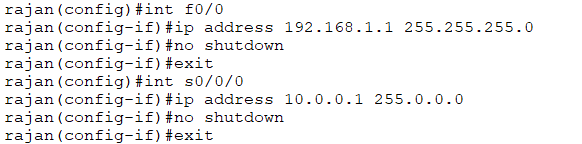 rajan(config)#int f0/0
rajan(config-if)#ip address 192.168.1.1 255.255.255.0
rajan(config-if)#no shutdown
rajan(config-if)#exit
rajan(config)#int s0/0/0
rajan(config-if)#ip address 10.0.0.1 255.0.0.0
rajan(config-if)#no shutdown
rajan(config-if)#exit